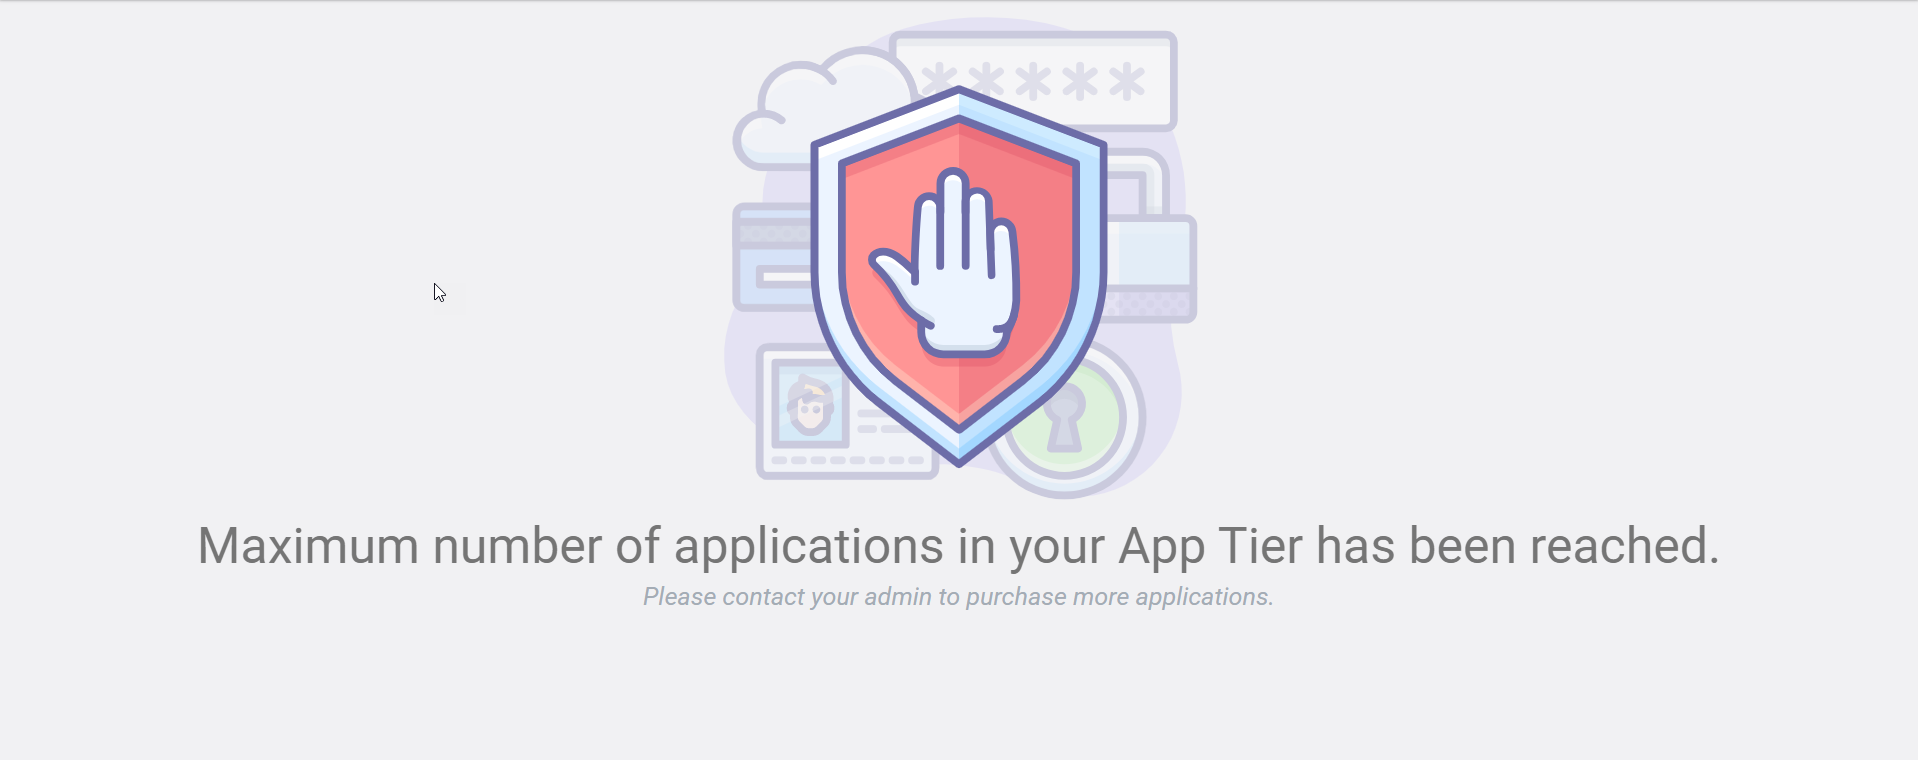 *****
Maximum number of applications in your App Tier has been reached.
Please contact your admin to purchase more applications.